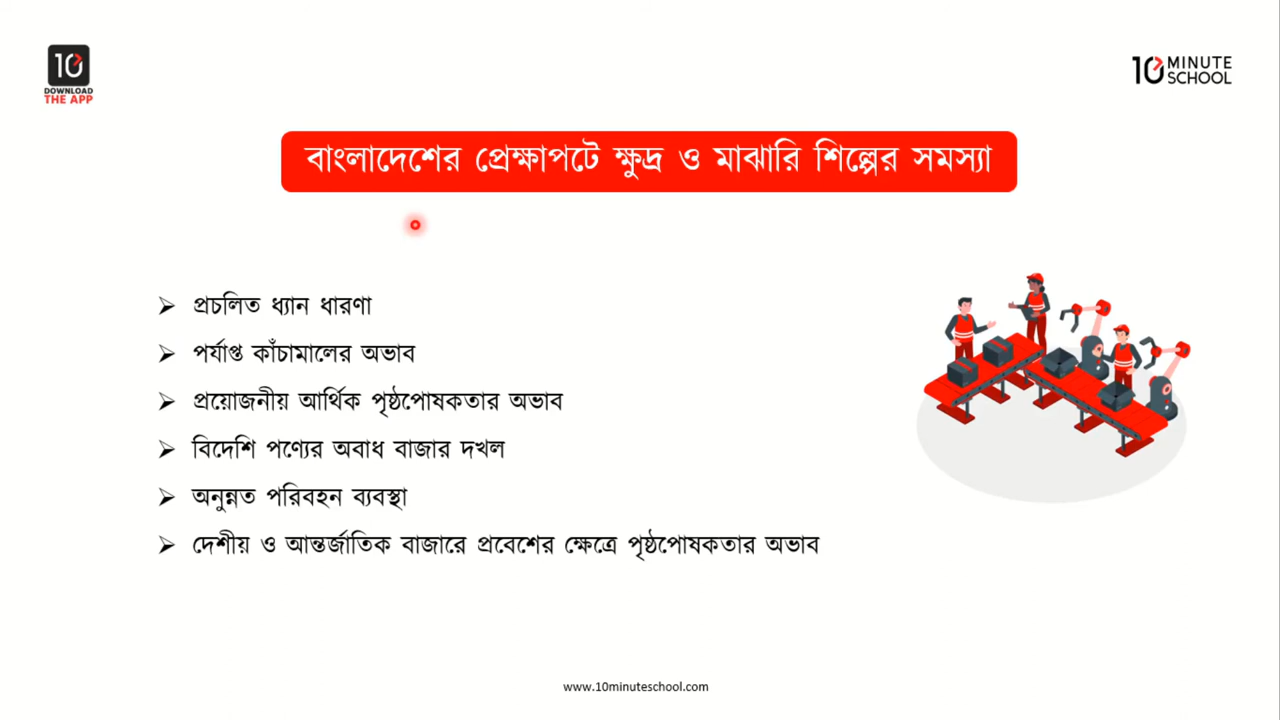 10
DOWNLOAD
THE APP
10 MINUTE
SCHOOL
বাংলাদেশের প্রেক্ষাপটে ক্ষুদ্র ও মাঝারি শিল্পের সমস্যা
➢ প্রচলিত ধ্যান ধারণা
➢ পর্যাপ্ত কাঁচামালের অভাব
➢ প্রয়োজনীয় আর্থিক পৃষ্ঠপোষকতার অভাব
➢ বিদেশি পণ্যের অবাধ বাজার দখল
➢ অনুন্নত পরিবহন ব্যবস্থা
➢ দেশীয় ও আন্তর্জাতিক বাজারে প্রবেশের ক্ষেত্রে পৃষ্ঠপোষকতার অভাব
www.10minuteschool.com